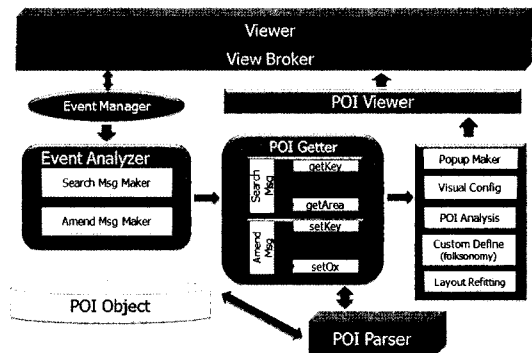 Viewer
View Broker
Event Manager
POI Viewer
Event Analyzer
Search Msg Maker
Amend Msg Maker
POI Getter
Search Msg
getKey
getArea
Amend Msg
setKey
setOx
Popup Maker
Visual Config
POI Analysis
Custom Define
(folksonomy)
Layout Refitting
POI Object
POI Parser